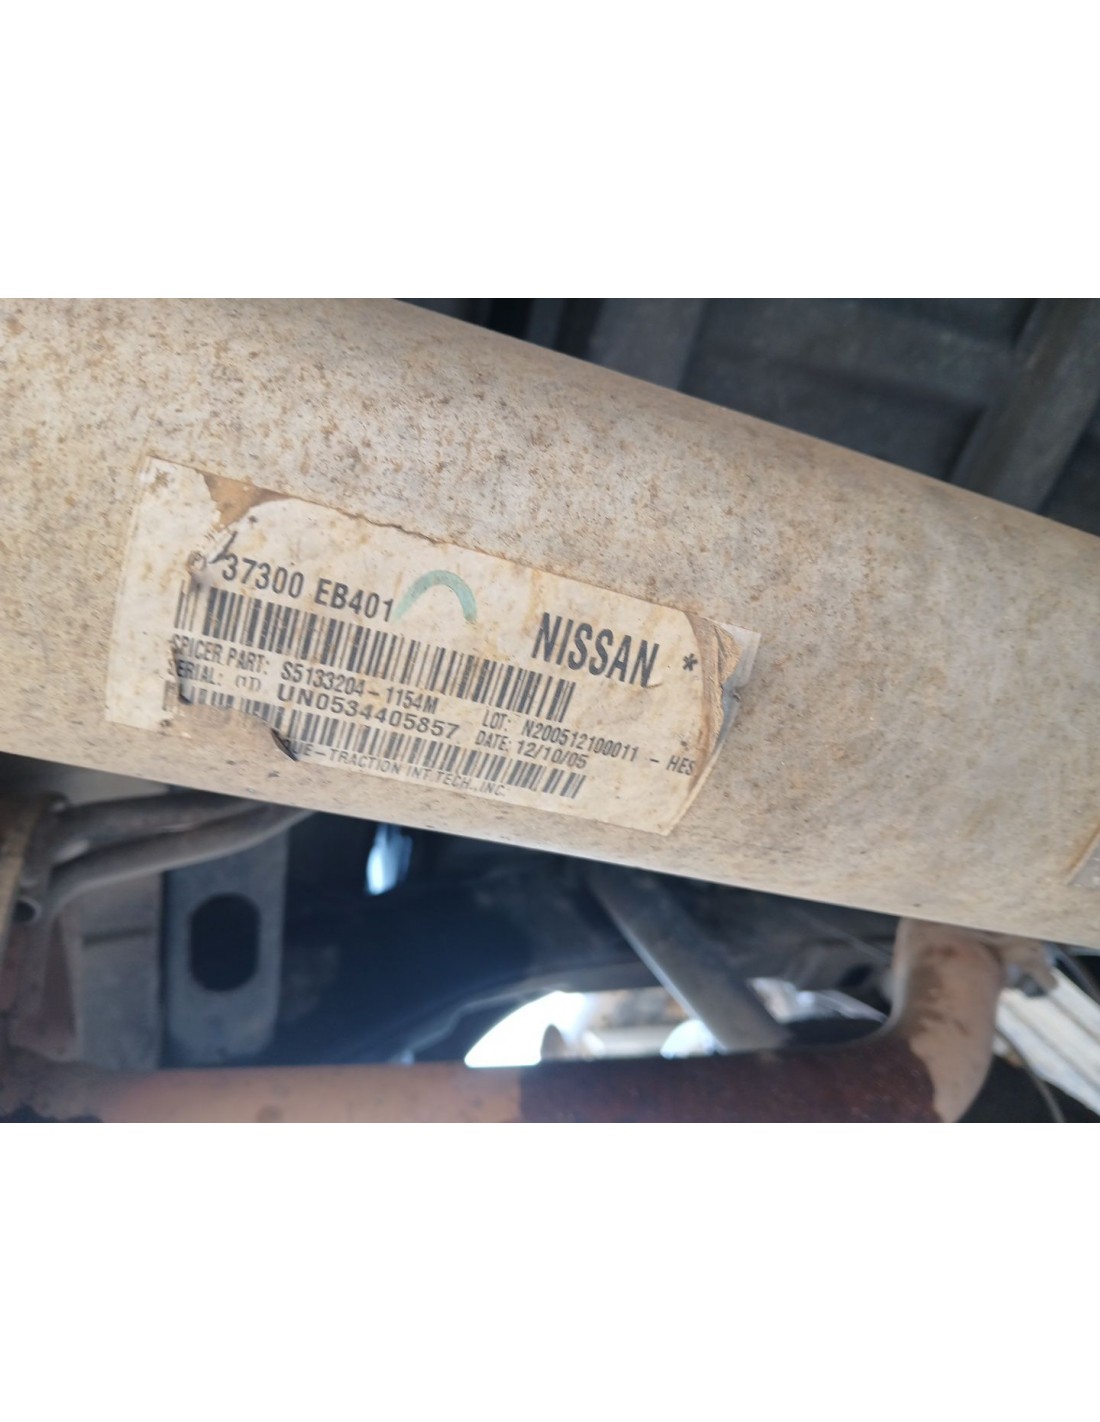 37300 EB401
NISSAN *
SPICER PART: S5133204-1154M
LOT: N200512100011 - HES
SERIAL: UN0534405857
DATE: 12/10/05
QUE-TRACTION INT.TECH.,INC.